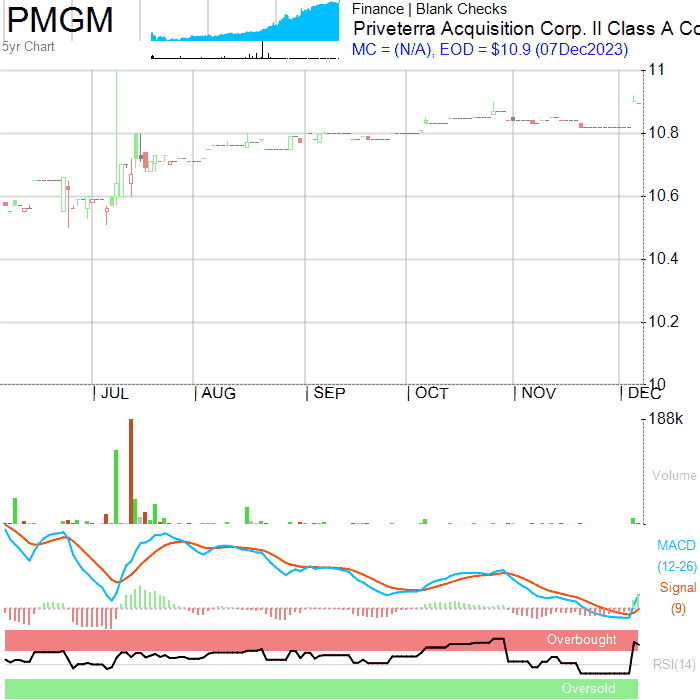 PMGM
5yr Chart
Finance | Blank Checks
Priveterra Acquisition Corp. II Class A Co
MC = (N/A), EOD = $10.9 (07Dec2023)
11
10.8
10.6
10.4
10.2
10
JUL AUG SEP OCT NOV DEC
188k
Volume
MACD
(12-26)
Signal
(9)
Overbought
RSI(14)
Oversold